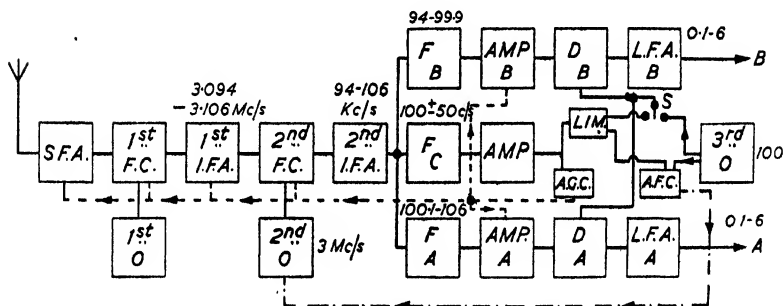 94-99.9
F B
AMP. B
D B
L.F.A. B
0.1-6
B
3.094 - 3.106 Mc/s
94-106 Kc/s
100±50c/s
S
S.F.A.
1st F.C.
1st I.F.A.
2nd F.C.
2nd I.F.A.
F C
AMP
LIM.
3rd O
100
A.G.C.
A.F.C.
100.1-106
0.1-6
1st O
2nd O
3 Mc/s
F A
AMP. A
D A
L.F.A. A
A